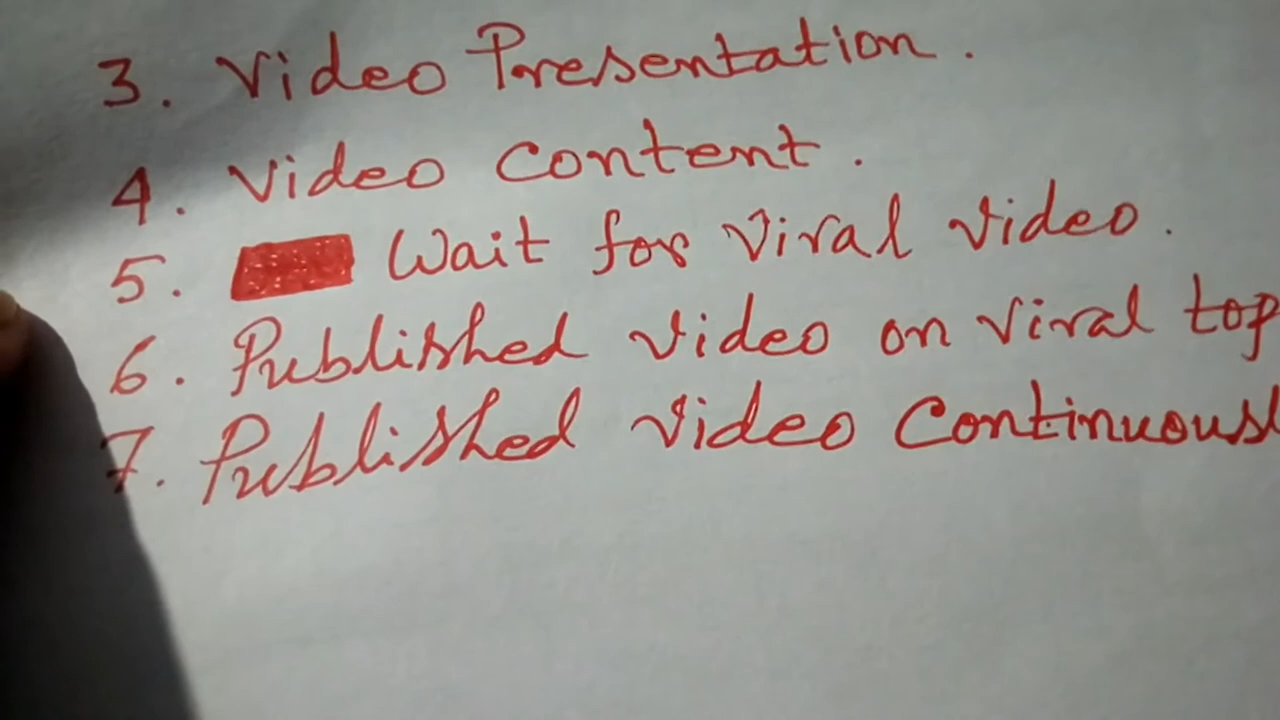 3. Video Presentation.
4. Video Content.
5. Wait for Viral Video.
6. Published Video on Viral top
7. Published Video Continuousl